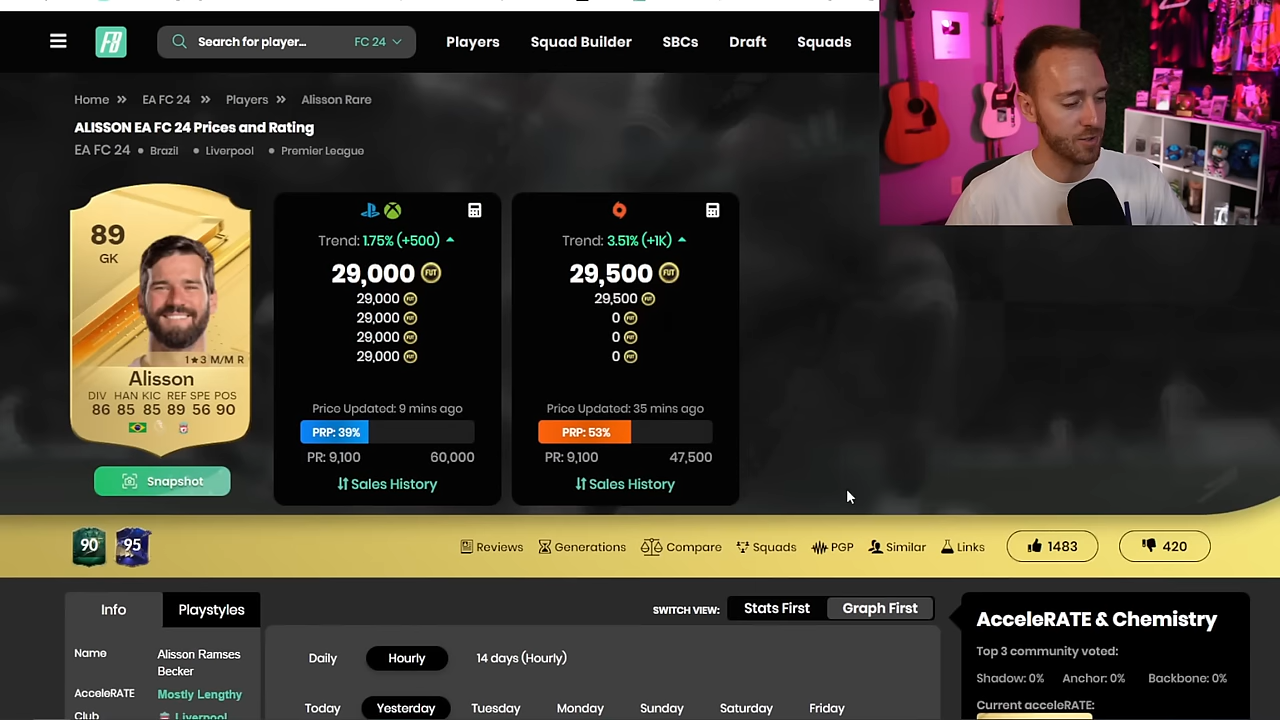 FB
Search for player...
FC 24
Players
Squad Builder
SBCs
Draft
Squads
Home » EA FC 24 » Players » Alisson Rare
ALISSON EA FC 24 Prices and Rating
EA FC 24 • Brazil • Liverpool • Premier League
89
GK
1★3 M/M R
Alisson
DIV HAN KIC REF SPE POS
86 85 85 89 56 90
Snapshot
Trend: 1.75% (+500)
29,000 FUT
29,000
29,000
29,000
29,000
Price Updated: 9 mins ago
PRP: 39%
PR: 9,100 60,000
Sales History
Trend: 3.51% (+1K)
29,500 FUT
29,500
0
0
0
Price Updated: 35 mins ago
PRP: 53%
PR: 9,100 47,500
Sales History
90 95
Reviews
Generations
Compare
Squads
PGP
Similar
Links
1483
420
Info
Playstyles
Name Alisson Ramses
Becker
AcceleRATE Mostly Lengthy
Club Liverpool
SWITCH VIEW:
Stats First
Graph First
Daily
Hourly
14 days (Hourly)
Today
Yesterday
Tuesday
Monday
Sunday
Saturday
Friday
AcceleRATE & Chemistry
Top 3 community voted:
Shadow: 0% Anchor: 0% Backbone: 0%
Current acceleRATE: